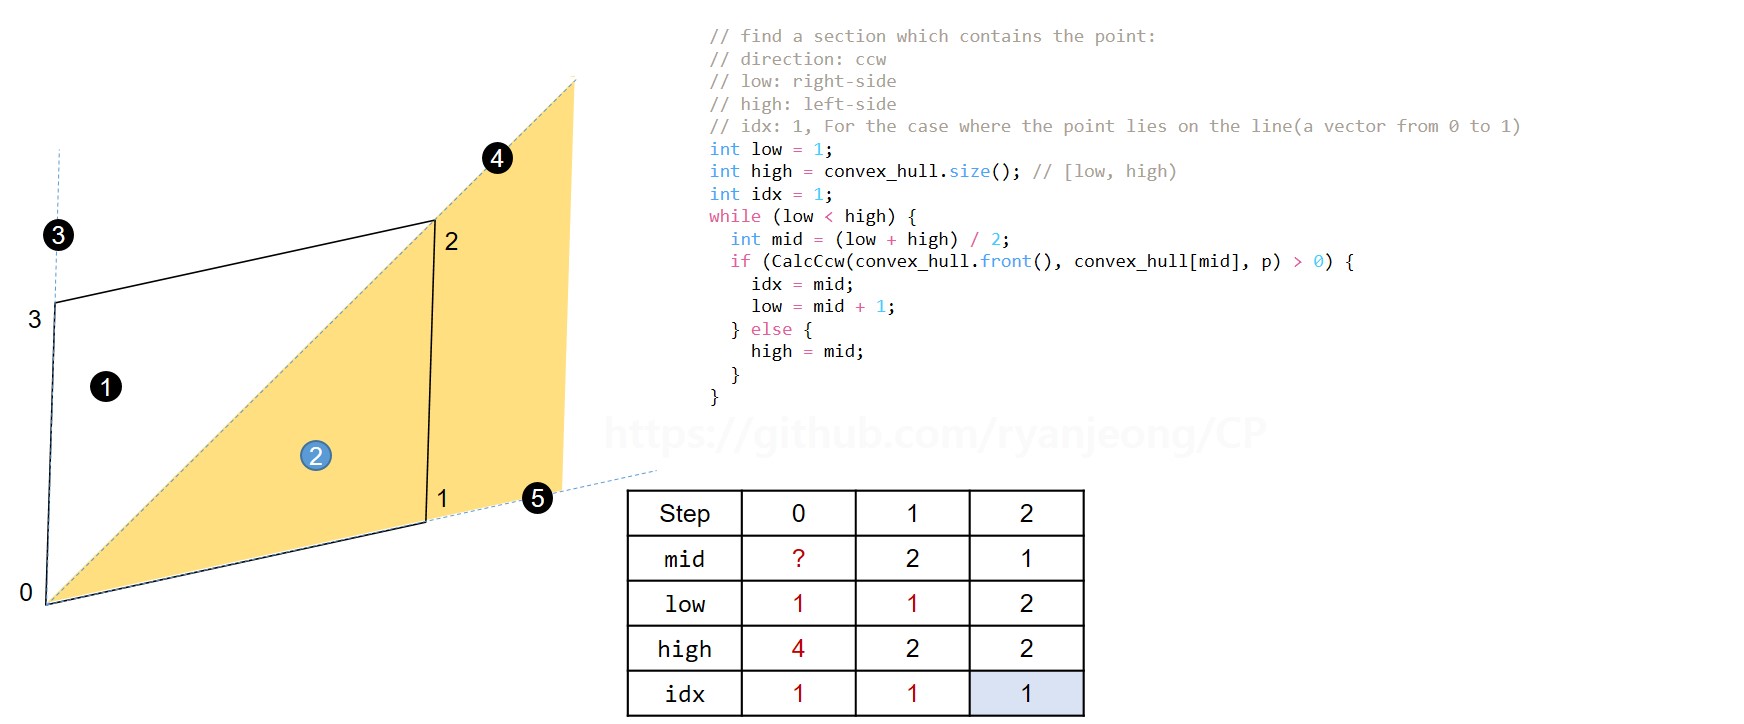 // find a section which contains the point:
// direction: ccw
// low: right-side
// high: left-side
// idx: 1, For the case where the point lies on the line(a vector from 0 to 1)
int low = 1;
int high = convex_hull.size(); // [low, high)
int idx = 1;
while (low < high) {
int mid = (low + high) / 2;
if (CalcCcw(convex_hull.front(), convex_hull[mid], p) > 0) {
idx = mid;
low = mid + 1;
} else {
high = mid;
}
}
4
3
2
3
1
2
1
5
0
https://github.com/ryanjeong/CP
Step 0 1 2
mid ? 2 1
low 1 1 2
high 4 2 2
idx 1 1 1